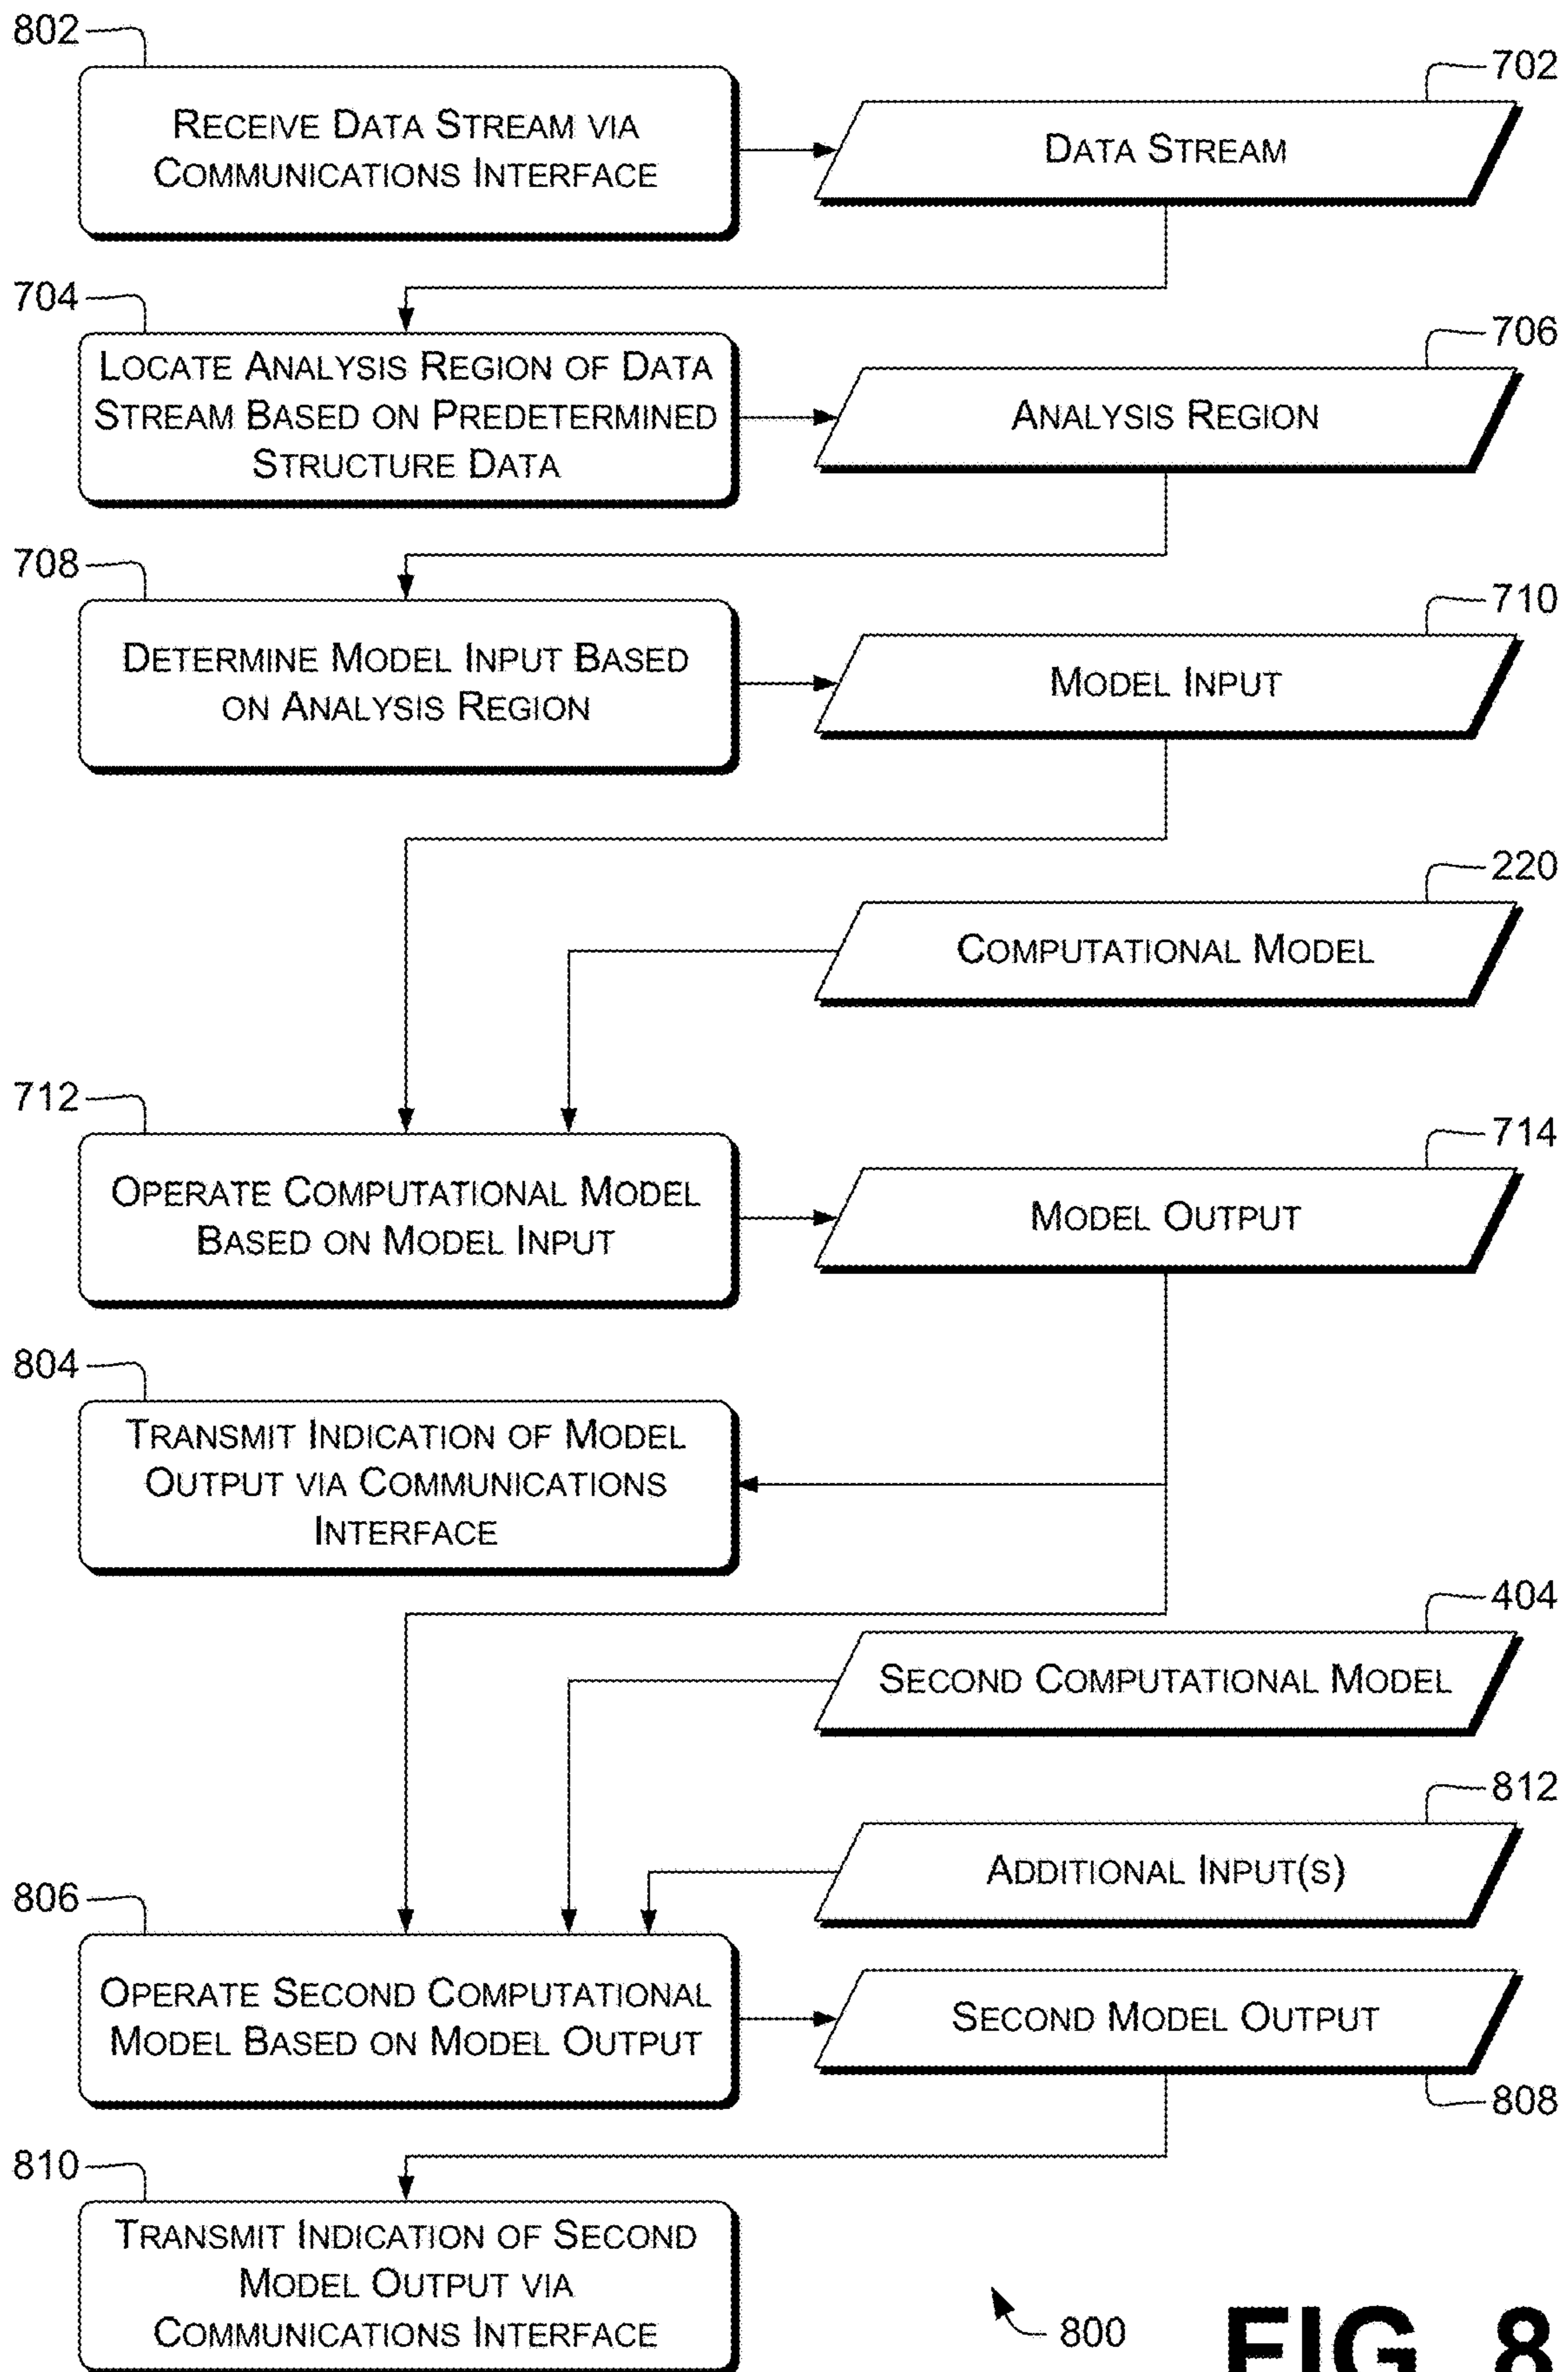 802
RECEIVE DATA STREAM VIA
COMMUNICATIONS INTERFACE
702
DATA STREAM
704
LOCATE ANALYSIS REGION OF DATA
STREAM BASED ON PREDETERMINED
STRUCTURE DATA
706
ANALYSIS REGION
708
DETERMINE MODEL INPUT BASED
ON ANALYSIS REGION
710
MODEL INPUT
220
COMPUTATIONAL MODEL
712
OPERATE COMPUTATIONAL MODEL
BASED ON MODEL INPUT
714
MODEL OUTPUT
804
TRANSMIT INDICATION OF MODEL
OUTPUT VIA COMMUNICATIONS
INTERFACE
404
SECOND COMPUTATIONAL MODEL
812
ADDITIONAL INPUT(S)
806
OPERATE SECOND COMPUTATIONAL
MODEL BASED ON MODEL OUTPUT
SECOND MODEL OUTPUT
808
810
TRANSMIT INDICATION OF SECOND
MODEL OUTPUT VIA
COMMUNICATIONS INTERFACE
800
FIG. 8